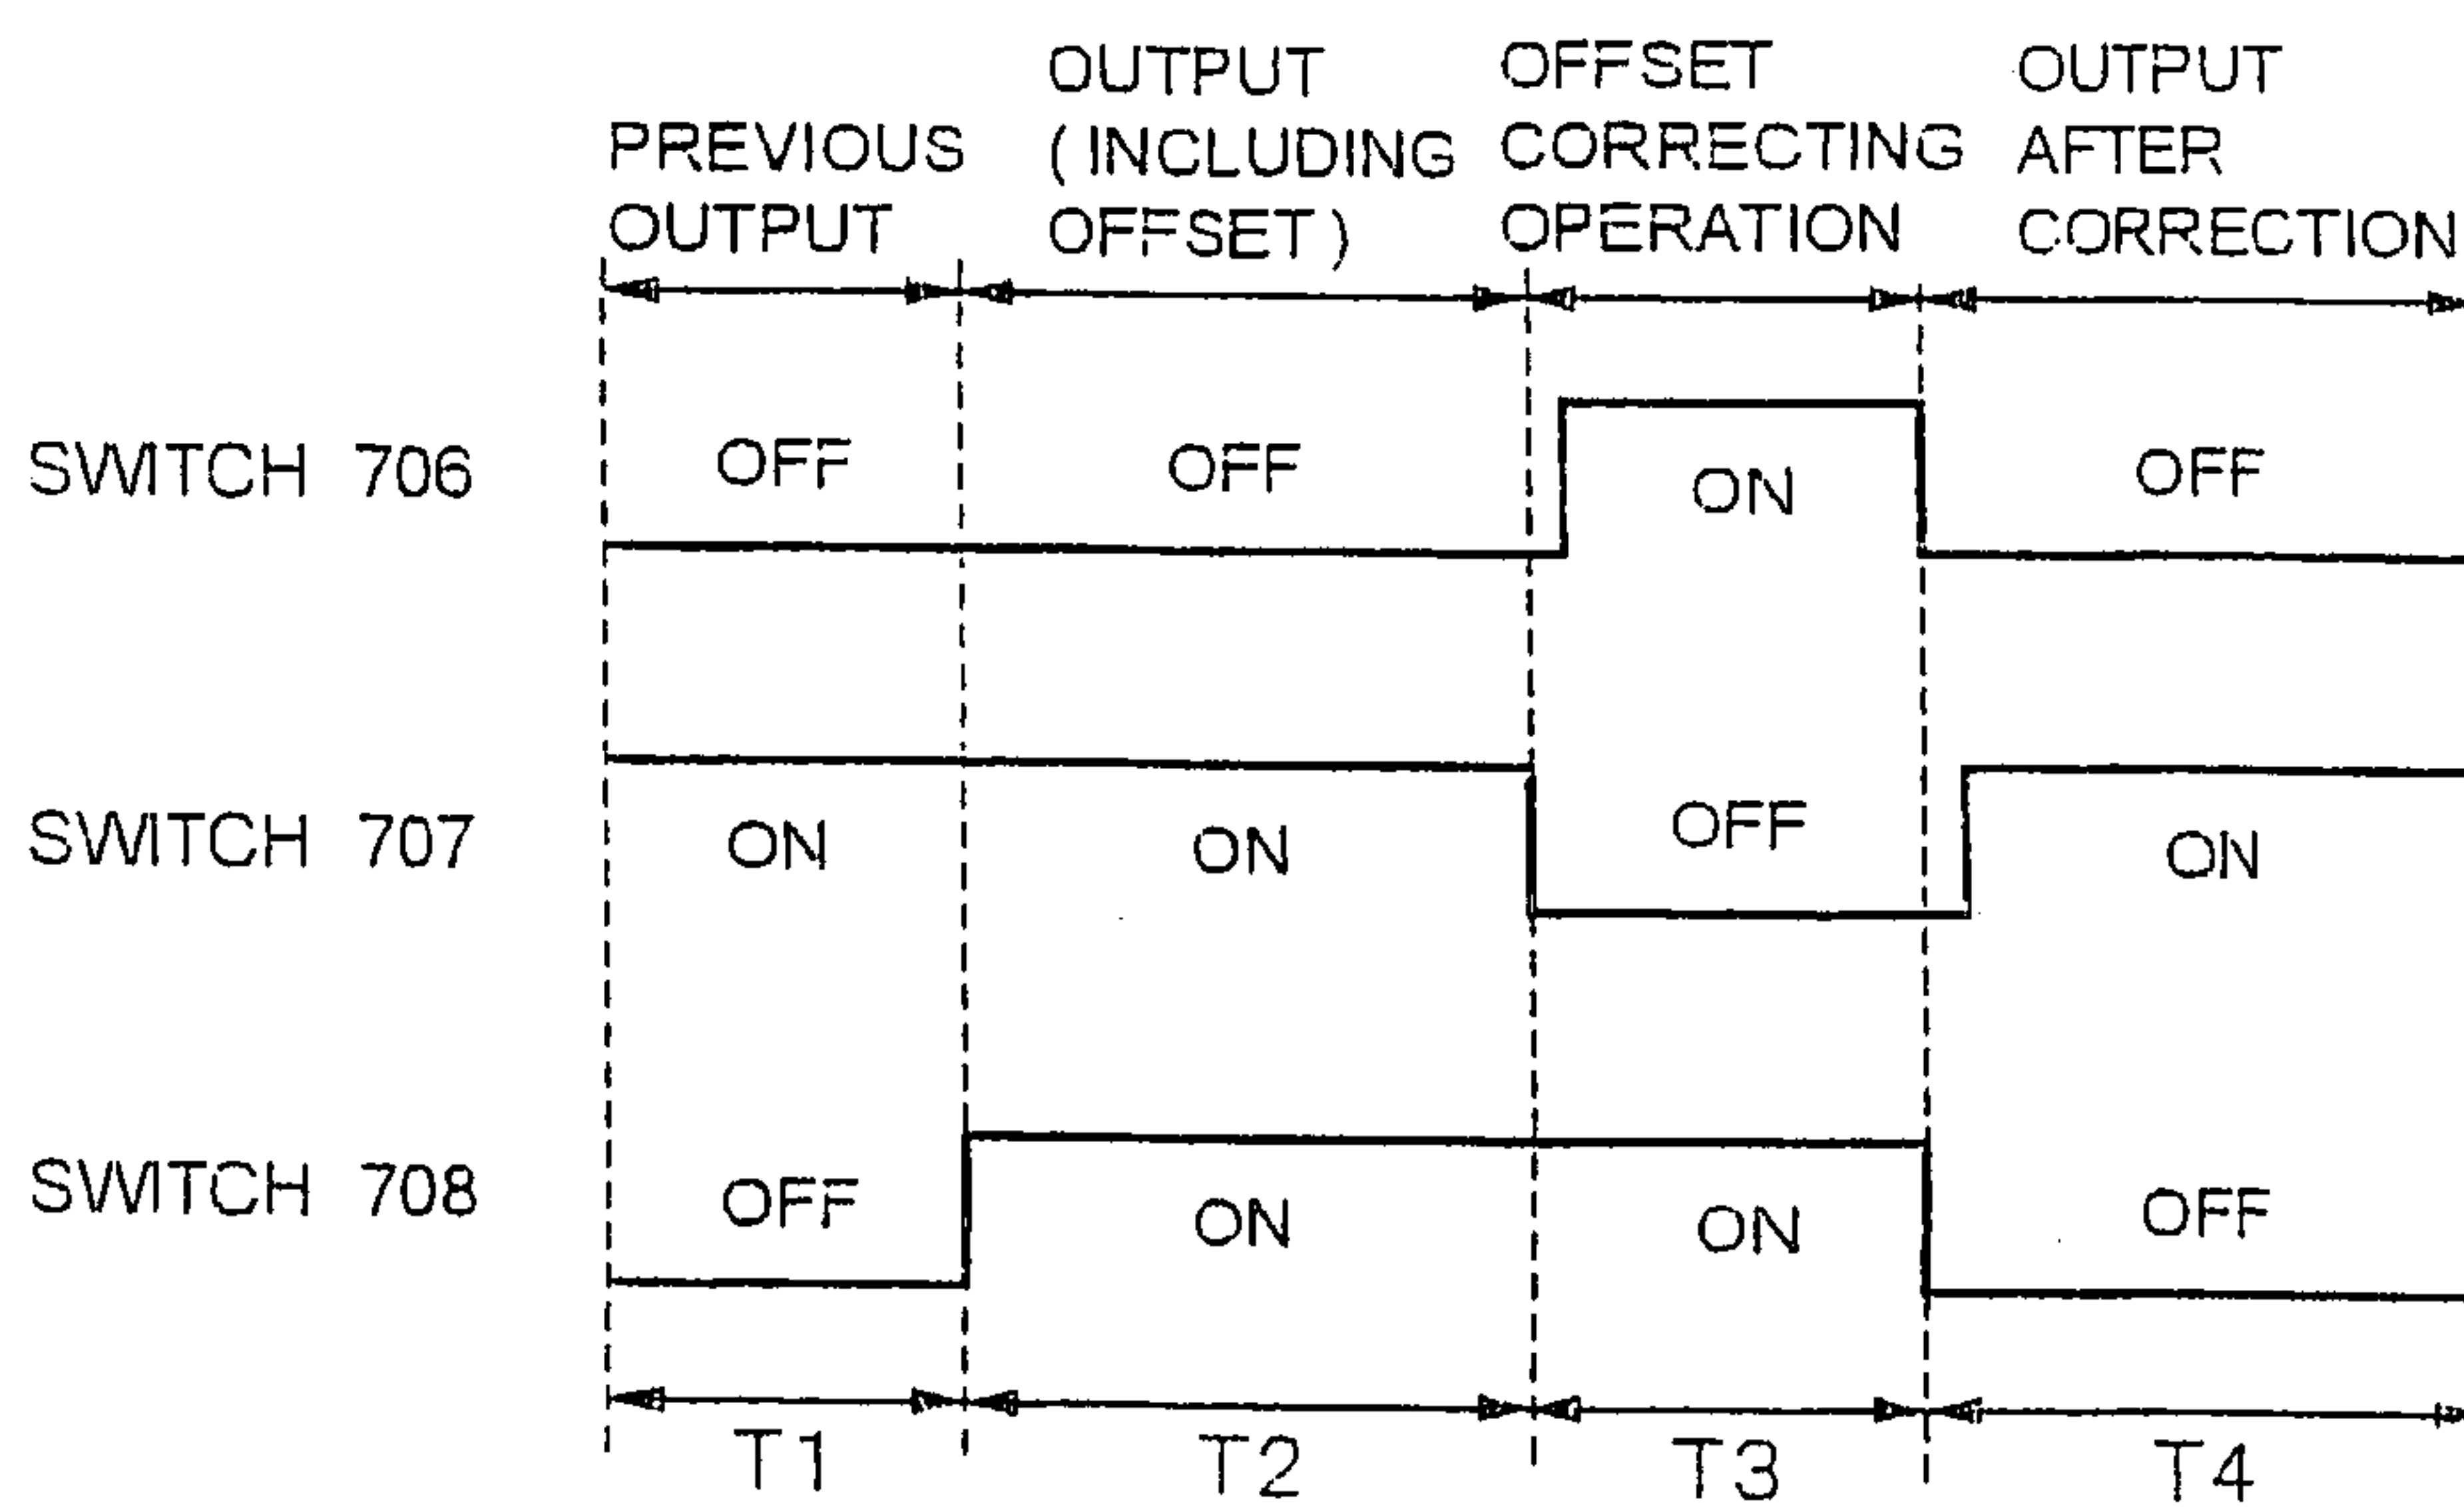 PREVIOUS
OUTPUT
OUTPUT
(INCLUDING
OFFSET)
OFFSET
CORRECTING
OPERATION
OUTPUT
AFTER
CORRECTION
SWITCH 706
OFF
OFF
ON
OFF
SWITCH 707
ON
ON
OFF
ON
SWITCH 708
OFF
ON
ON
OFF
T1
T2
T3
T4